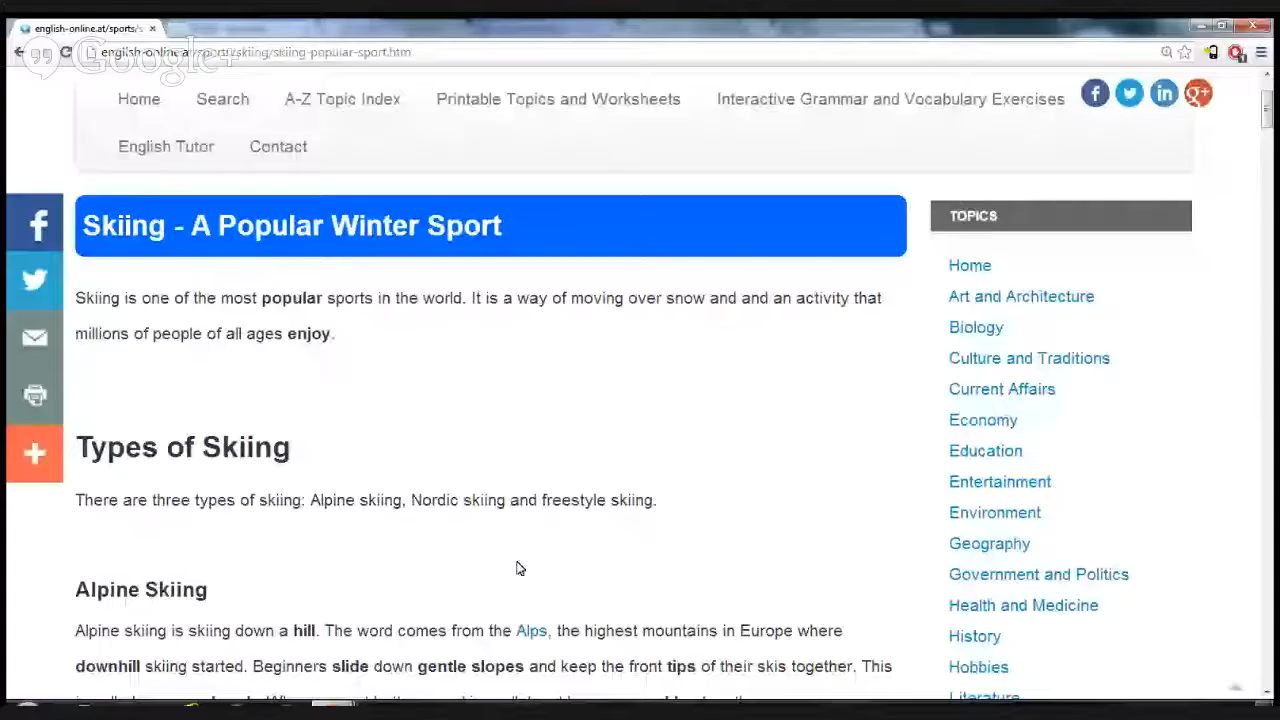 english-online.at/sports/s
english-online.at/sports/skiing/skiing-popular-sport.htm
Google+
Home Search A-Z Topic Index Printable Topics and Worksheets Interactive Grammar and Vocabulary Exercises
English Tutor Contact
Skiing - A Popular Winter Sport
Skiing is one of the most popular sports in the world. It is a way of moving over snow and and an activity that
millions of people of all ages enjoy.
Types of Skiing
There are three types of skiing: Alpine skiing, Nordic skiing and freestyle skiing.
Alpine Skiing
Alpine skiing is skiing down a hill. The word comes from the Alps, the highest mountains in Europe where
downhill skiing started. Beginners slide down gentle slopes and keep the front tips of their skis together. This
TOPICS
Home
Art and Architecture
Biology
Culture and Traditions
Current Affairs
Economy
Education
Entertainment
Environment
Geography
Government and Politics
Health and Medicine
History
Hobbies
Literature